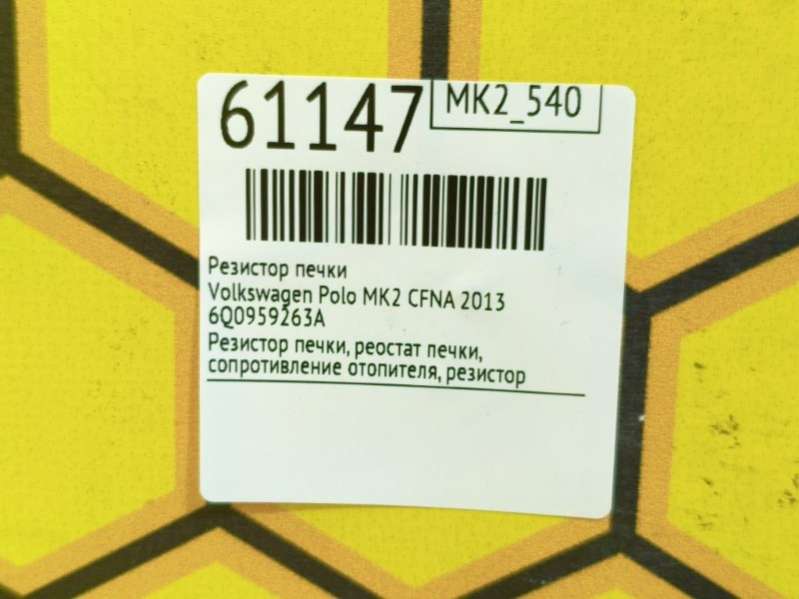 61147
MK2_540
Резистор печки
Volkswagen Polo MK2 CFNA 2013
6Q0959263A
Резистор печки, реостат печки,
сопротивление отопителя, резистор